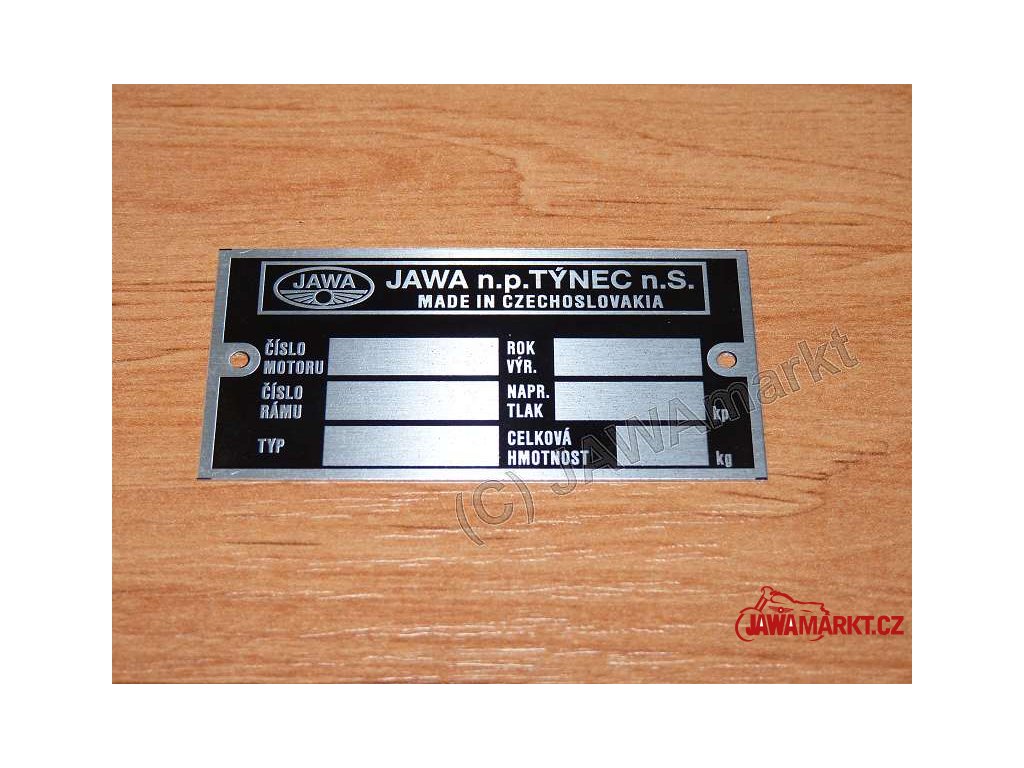 JAWA
JAWA n.p.TÝNEC n.S.
MADE IN CZECHOSLOVAKIA
ČÍSLO
MOTORU
ROK
VÝR.
ČÍSLO
RÁMU
NAPR.
TLAK
kp
TYP
CELKOVÁ
HMOTNOST
kg
(C) JAWAmarkt
JAWAMARKT.CZ